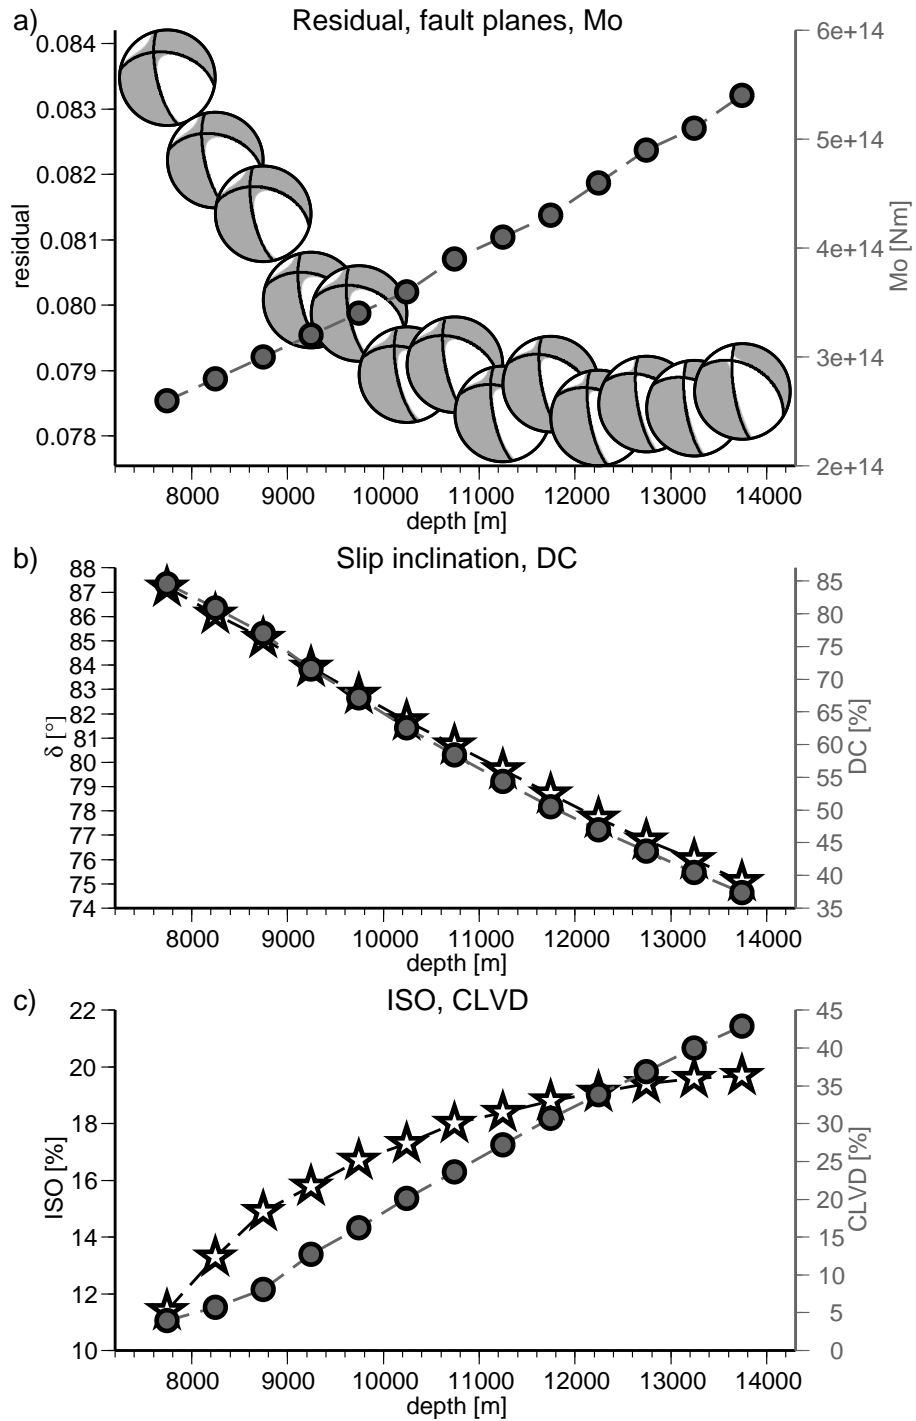 a) Residual, fault planes, Mo
0.084
0.083
0.082
0.081
0.080
0.079
0.078
residual
6e+14
5e+14
4e+14
3e+14
2e+14
Mo [Nm]
8000 9000 10000 11000 12000 13000 14000
depth [m]
b) Slip inclination, DC
88
87
86
85
84
83
82
81
80
79
78
77
76
75
74
δ [°]
85
80
75
70
65
60
55
50
45
40
35
DC [%]
8000 9000 10000 11000 12000 13000 14000
depth [m]
c) ISO, CLVD
22
20
18
16
14
12
10
ISO [%]
45
40
35
30
25
20
15
10
5
0
CLVD [%]
8000 9000 10000 11000 12000 13000 14000
depth [m]